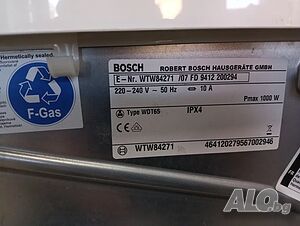 Hermetically sealed.
F-Gas
BOSCH
ROBERT BOSCH HAUSGERÄTE GMBH
E-Nr. WTW84271 /07 FD 9412 200294
220-240 V ~ 50 Hz 10 A
Pmax 1000 W
Type WDT65 IPX4
WTW84271 464120279567002946
ALO.bg